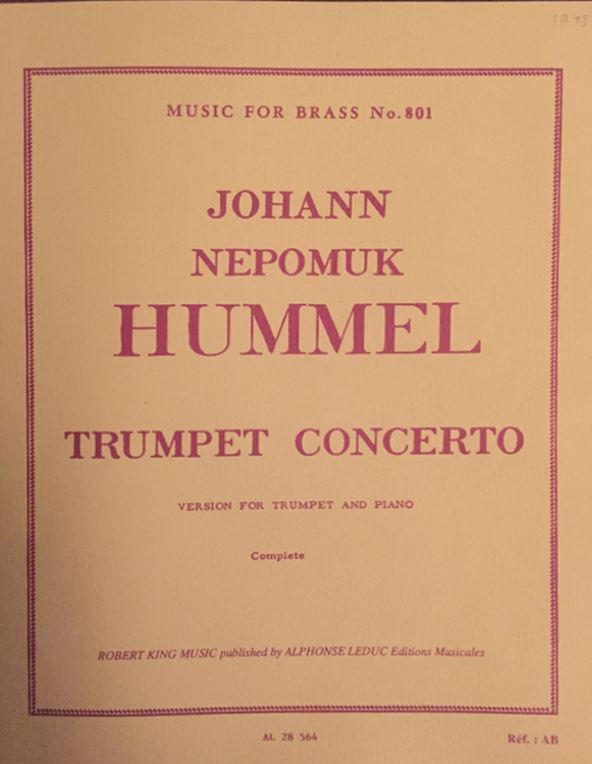 MUSIC FOR BRASS No. 801
JOHANN
NEPOMUK
HUMMEL
TRUMPET CONCERTO
VERSION FOR TRUMPET AND PIANO
Complete
ROBERT KING MUSIC published by ALPHONSE LEDUC Editions Musicales
AL 28 564
Réf. : AB